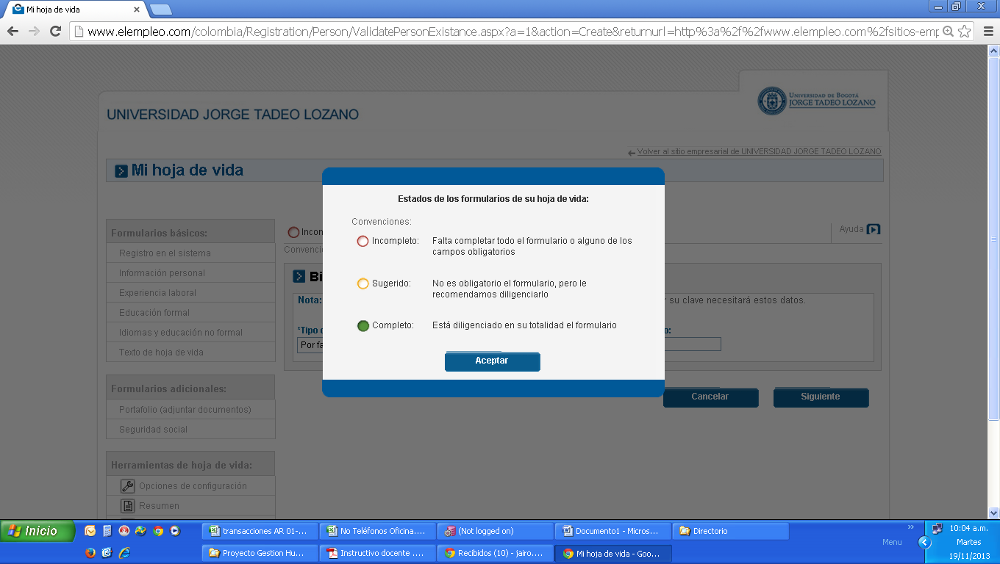 Mi hoja de vida
www.elempleo.com/colombia/Registration/Person/ValidatePersonExistance.aspx?a=1&action=Create&returnurl=http%3a%2f%2fwww.elempleo.com%2fsitios-emp
UNIVERSIDAD JORGE TADEO LOZANO
UNIVERSIDAD DE BOGOTÁ
JORGE TADEO LOZANO
Volver al sitio empresarial de UNIVERSIDAD JORGE TADEO LOZANO
Mi hoja de vida
Formularios básicos:
Registro en el sistema
Información personal
Experiencia laboral
Educación formal
Idiomas y educación no formal
Texto de hoja de vida
Formularios adicionales:
Portafolio (adjuntar documentos)
Seguridad social
Herramientas de hoja de vida:
Opciones de configuración
Resumen
Incon
Ayuda
Convenci
Bi
Nota:
r su clave necesitará estos datos.
*Tipo
o:
Por fa
Cancelar
Siguiente
Estados de los formularios de su hoja de vida:
Convenciones:
Incompleto: Falta completar todo el formulario o alguno de los
campos obligatorios
Sugerido: No es obligatorio el formulario, pero le
recomendamos diligenciarlo
Completo: Está diligenciado en su totalidad el formulario
Aceptar
Inicio
transacciones AR 01-...
No Teléfonos Oficina....
(Not logged on)
Documento1 - Micros...
Directorio
Proyecto Gestion Hu...
Instructivo docente ...
Recibidos (10) - jairo....
Mi hoja de vida - Goo...
Menu
10:04 a.m.
Martes
19/11/2013